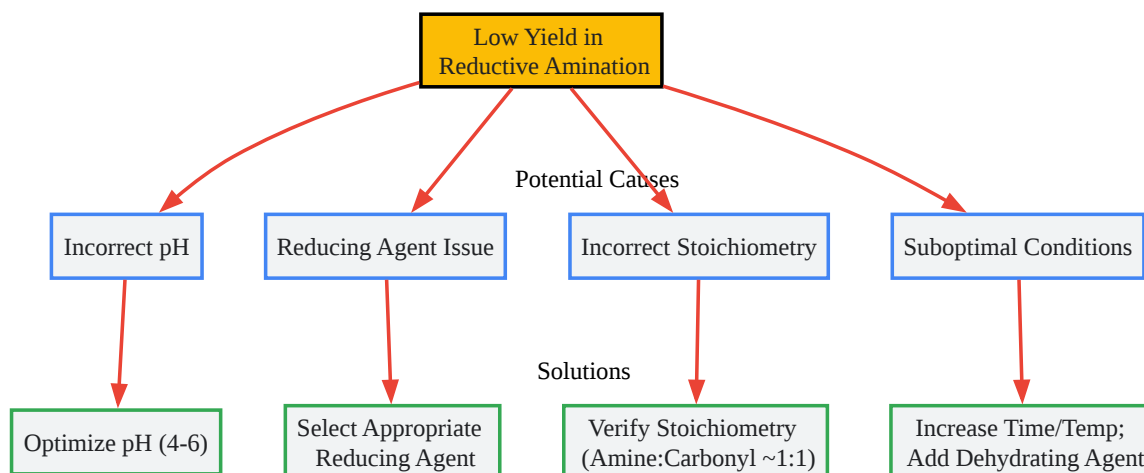 Low Yield in
Reductive Amination
Potential Causes
Incorrect pH
Reducing Agent Issue
Incorrect Stoichiometry
Suboptimal Conditions
Solutions
Optimize pH (4-6)
Select Appropriate
Reducing Agent
Verify Stoichiometry
(Amine:Carbonyl ~1:1)
Increase Time/Temp;
Add Dehydrating Agent